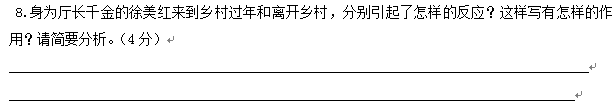 8.身为厅长千金的徐美红来到乡村过年和离开乡村，分别引起了怎样的反应？这样写有怎样的作
用？请简要分析。（4 分）